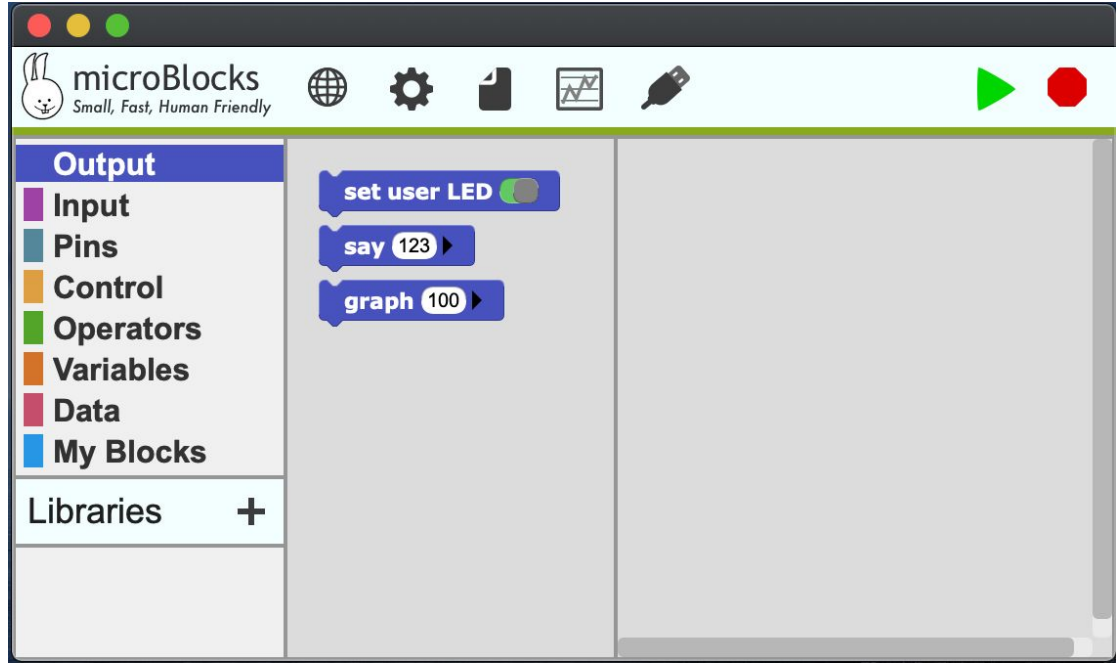 microBlocks
Small, Fast, Human Friendly
Output
Input
Pins
Control
Operators
Variables
Data
My Blocks
Libraries +
set user LED
say 123
graph 100